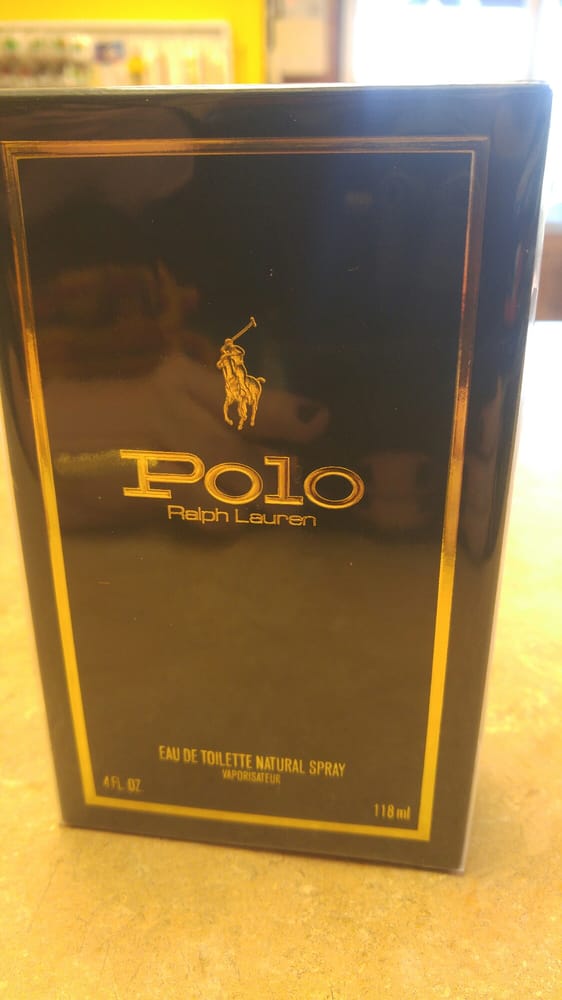 Polo
Ralph Lauren
EAU DE TOILETTE NATURAL SPRAY
VAPORISATEUR
4 FL. OZ.
118 ml